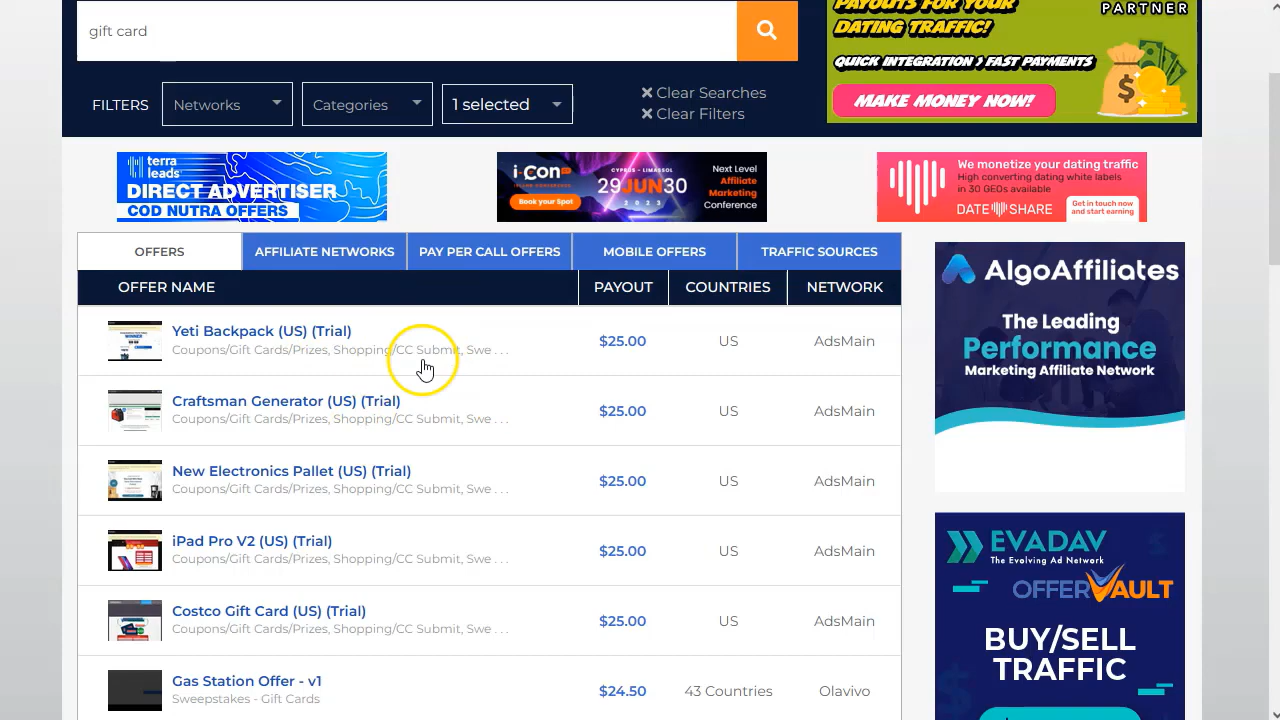 PAYOUTS FOR YOUR
PARTNER
gift card
DATING TRAFFIC!
QUICK INTEGRATION > FAST PAYMENTS
FILTERS
Networks
Categories
1 selected
Clear Searches
Clear Filters
MAKE MONEY NOW!
terra
leads
DIRECT ADVERTISER
COD NUTRA OFFERS
i-Con
ISLAND CONFERENCE
Book your Spot
CYPRUS - LIMASSOL
29JUN30
2 0 2 3
Next Level
Affiliate
Marketing
Conference
We monetize your dating traffic
High converting dating white labels
in 30 GEOs available
DATE SHARE
Get in touch now
and start earning
OFFERS
AFFILIATE NETWORKS
PAY PER CALL OFFERS
MOBILE OFFERS
TRAFFIC SOURCES
OFFER NAME
PAYOUT
COUNTRIES
NETWORK
Yeti Backpack (US) (Trial)
Coupons/Gift Cards/Prizes, Shopping/CC Submit, Swe . . .
$25.00
US
AdsMain
Craftsman Generator (US) (Trial)
Coupons/Gift Cards/Prizes, Shopping/CC Submit, Swe . . .
$25.00
US
AdsMain
New Electronics Pallet (US) (Trial)
Coupons/Gift Cards/Prizes, Shopping/CC Submit, Swe . . .
$25.00
US
AdsMain
iPad Pro V2 (US) (Trial)
Coupons/Gift Cards/Prizes, Shopping/CC Submit, Swe . . .
$25.00
US
AdsMain
Costco Gift Card (US) (Trial)
Coupons/Gift Cards/Prizes, Shopping/CC Submit, Swe . . .
$25.00
US
AdsMain
Gas Station Offer - v1
Sweepstakes - Gift Cards
$24.50
43 Countries
Olavivo
AlgoAffiliates
The Leading
Performance
Marketing Affiliate Network
EVADAV
The Evolving Ad Network
OFFERVAULT
BUY/SELL
TRAFFIC